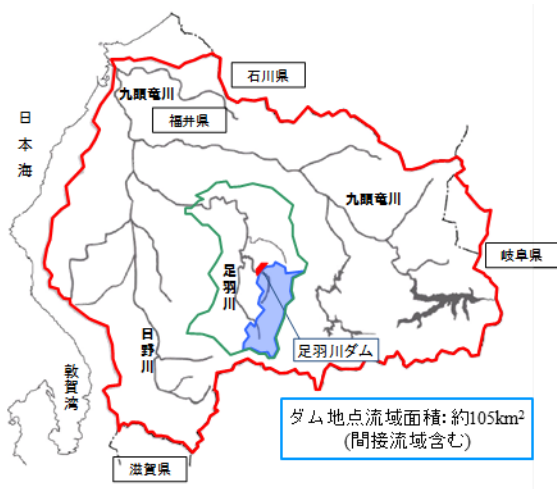 石川県
九頭竜川
福井県
日本海
九頭竜川
岐阜県
足羽川
日野川
足羽川ダム
敦賀湾
ダム地点流域面積:約105km²
(間接流域含む)
滋賀県